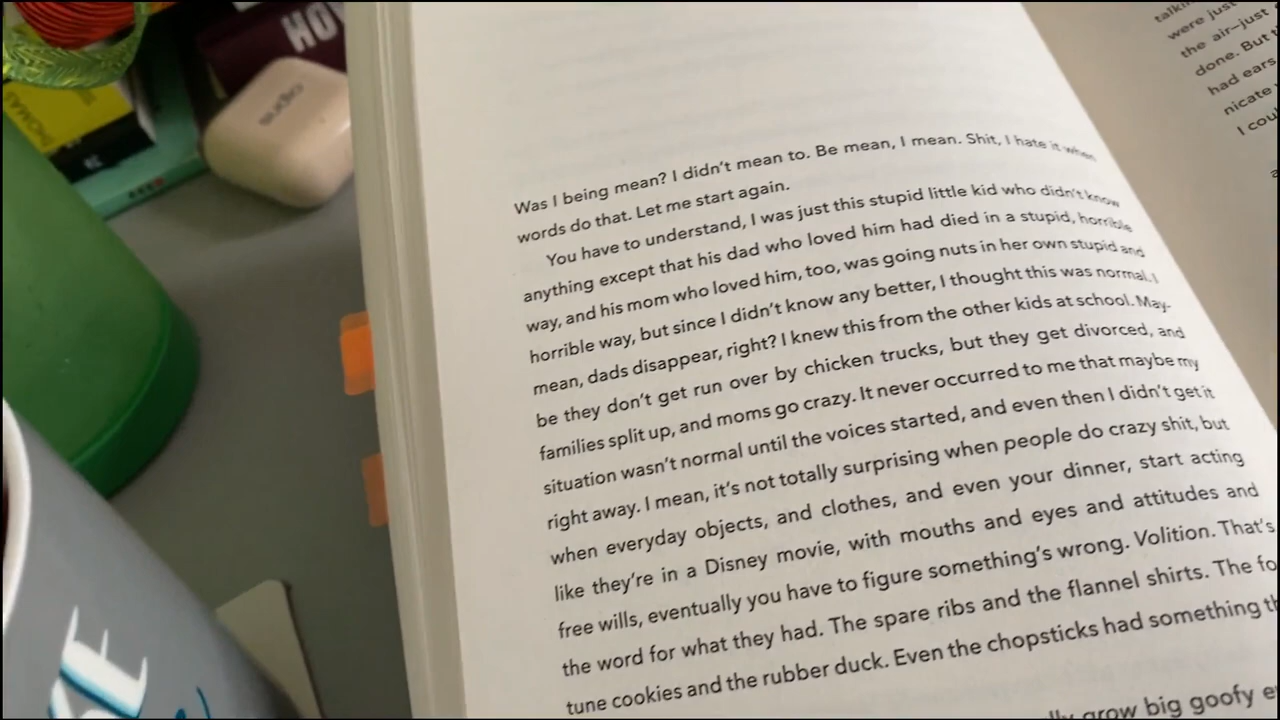 HO
THOMAS
Was I being mean? I didn't mean to. Be mean, I mean. Shit, I hate it when
words do that. Let me start again.
You have to understand, I was just this stupid little kid who didn't know
anything except that his dad who loved him had died in a stupid, horrible
way, and his mom who loved him, too, was going nuts in her own stupid and
horrible way, but since I didn't know any better, I thought this was normal. I
mean, dads disappear, right? I knew this from the other kids at school. May-
be they don't get run over by chicken trucks, but they get divorced, and
families split up, and moms go crazy. It never occurred to me that maybe my
situation wasn't normal until the voices started, and even then I didn't get it
right away. I mean, it's not totally surprising when people do crazy shit, but
when everyday objects, and clothes, and even your dinner, start acting
like they're in a Disney movie, with mouths and eyes and attitudes and
free wills, eventually you have to figure something's wrong. Volition. That's
the word for what they had. The spare ribs and the flannel shirts. The fo
tune cookies and the rubber duck. Even the chopsticks had something th
lly grow big goofy e
talki
were just
the air–just
done. But t
had ears
nicate
I cou
a